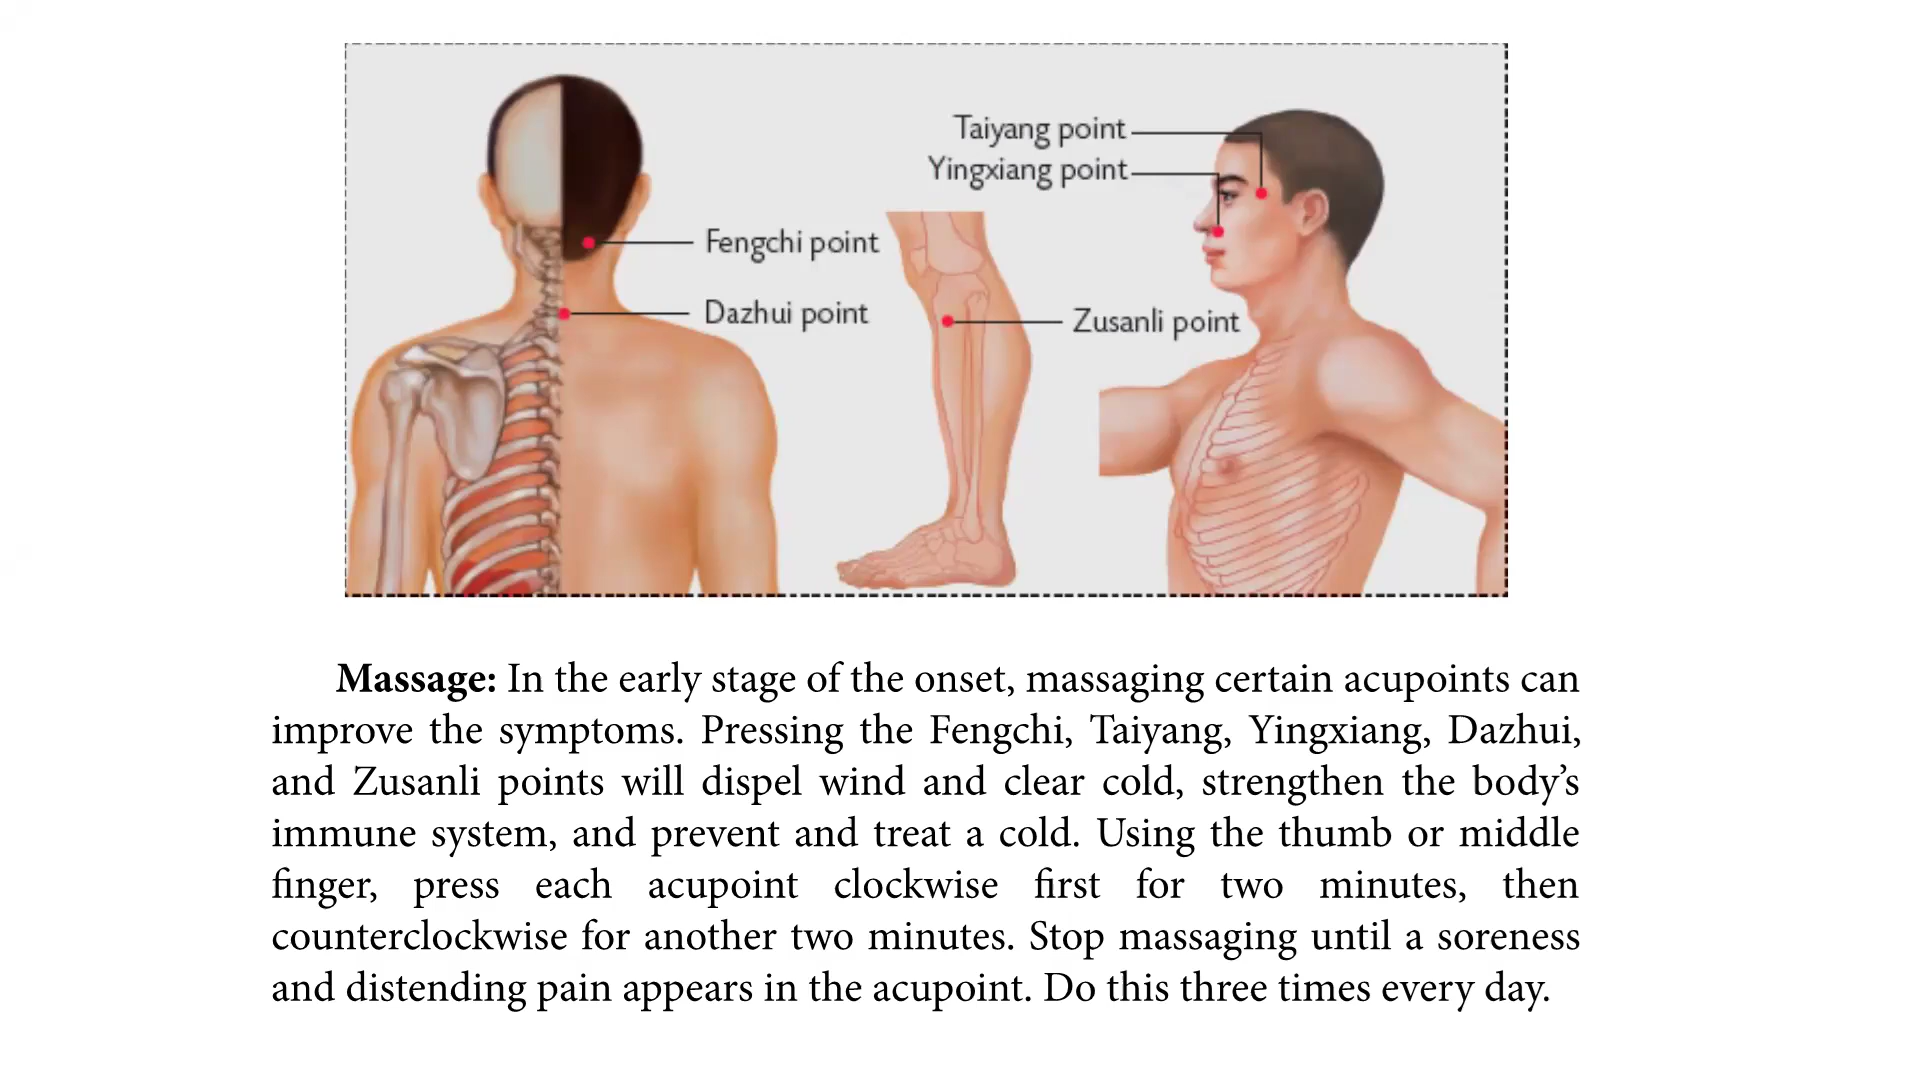 Taiyang point
Yingxiang point
Fengchi point
Dazhui point
Zusanli point
Massage: In the early stage of the onset, massaging certain acupoints can
improve the symptoms. Pressing the Fengchi, Taiyang, Yingxiang, Dazhui,
and Zusanli points will dispel wind and clear cold, strengthen the body’s
immune system, and prevent and treat a cold. Using the thumb or middle
finger, press each acupoint clockwise first for two minutes, then
counterclockwise for another two minutes. Stop massaging until a soreness
and distending pain appears in the acupoint. Do this three times every day.